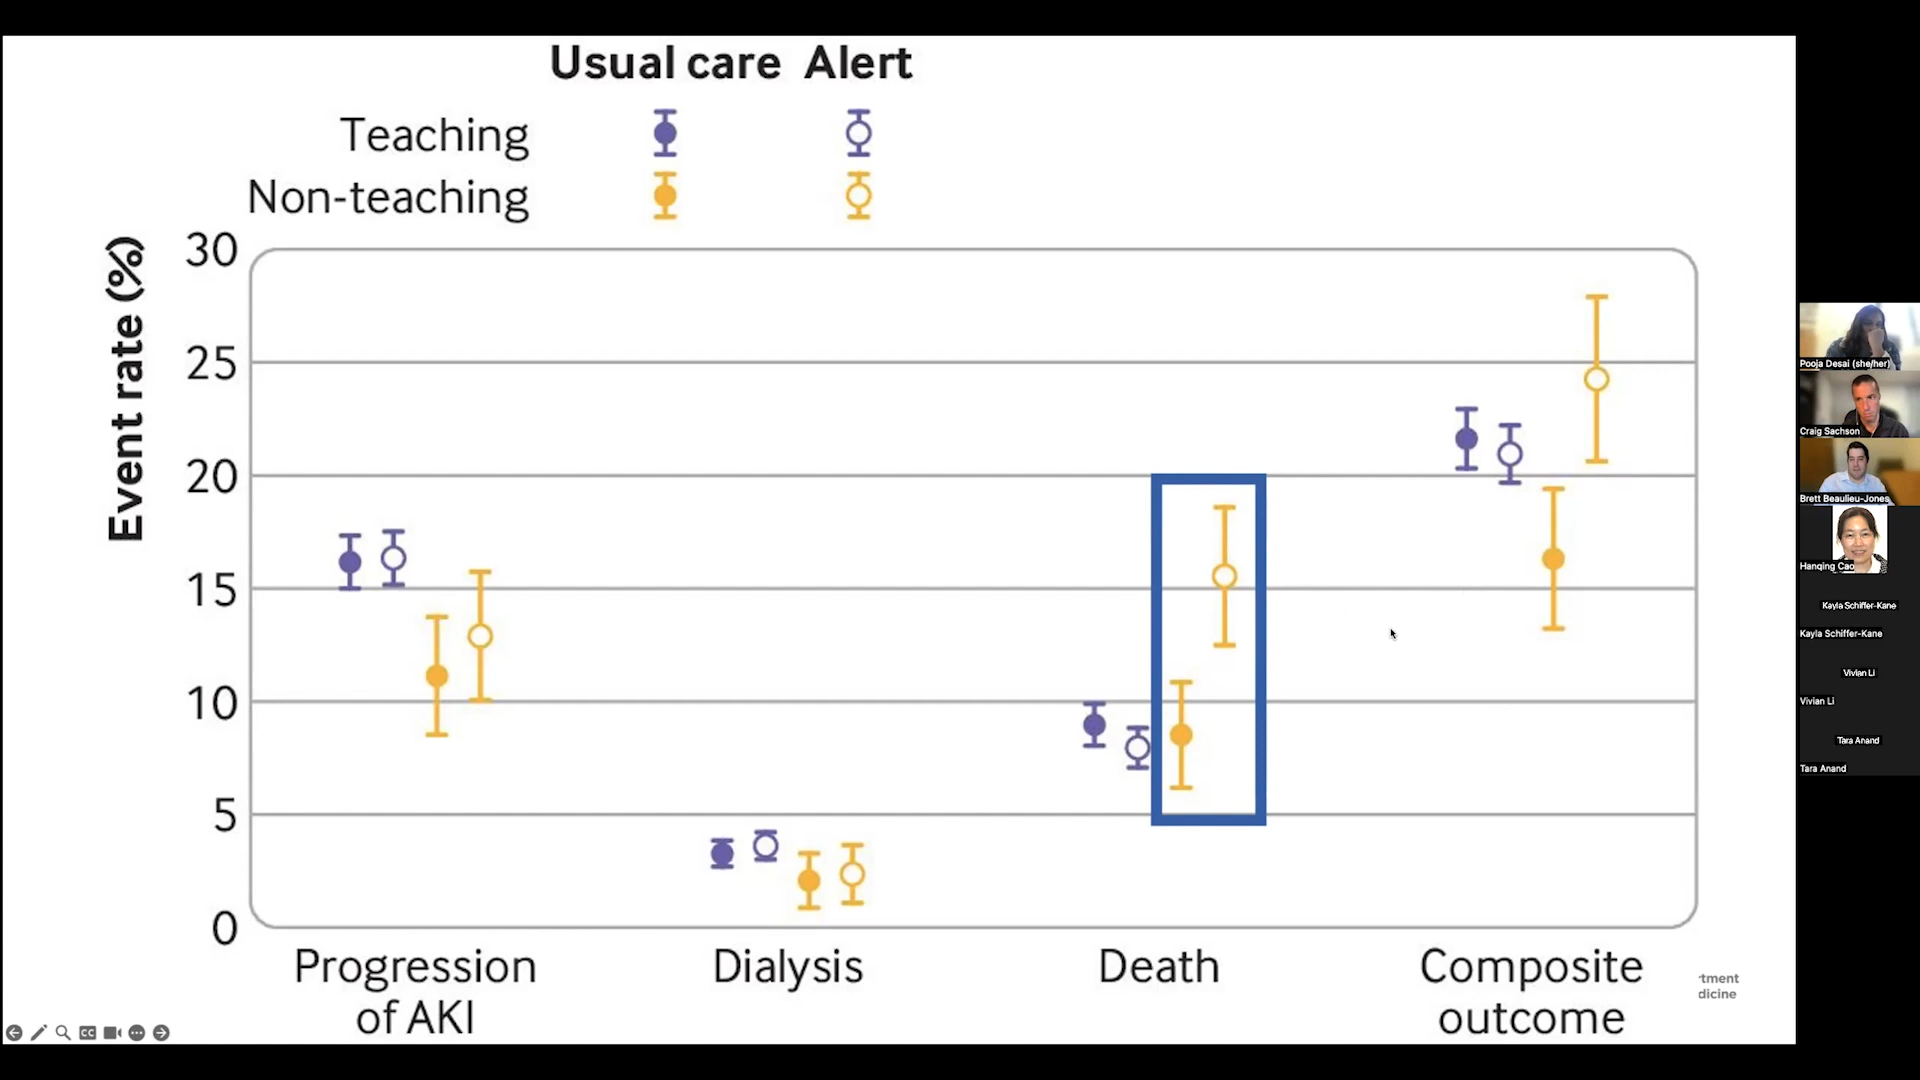 Usual care Alert
Teaching
Non-teaching
Event rate (%)
30
25
20
15
10
5
0
Progression
of AKI
Dialysis
Death
Composite
outcome
rtment
dicine
CC
Pooja Desai (she/her)
Craig Sachson
Brett Beaulieu-Jones
Hanqing Cao
Kayla Schiffer-Kane
Kayla Schiffer-Kane
Vivian Li
Vivian Li
Tara Anand
Tara Anand